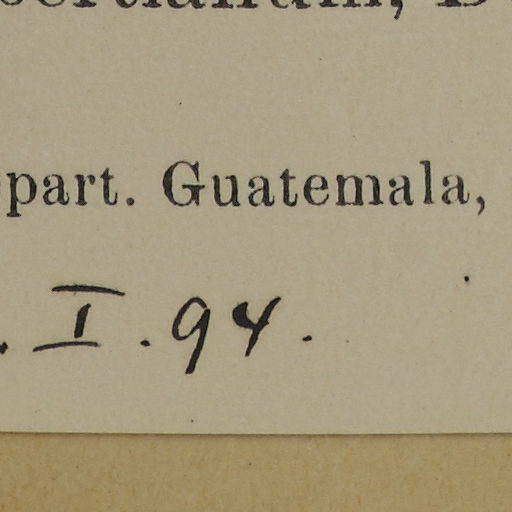 part. Guatemala,
. I . 94 .